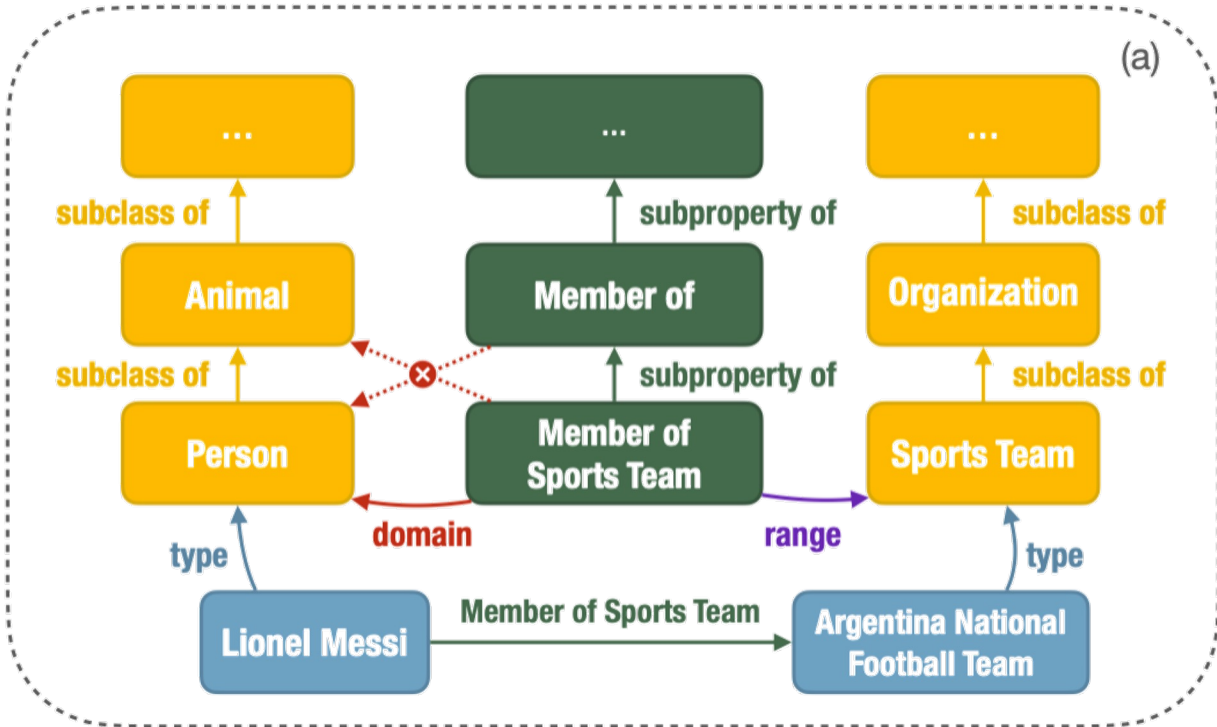 (a)
...
...
...
subclass of
subproperty of
subclass of
Animal
Member of
Organization
subclass of
subproperty of
subclass of
Person
Member of
Sports Team
Sports Team
domain
range
type
type
Lionel Messi
Member of Sports Team
Argentina National
Football Team